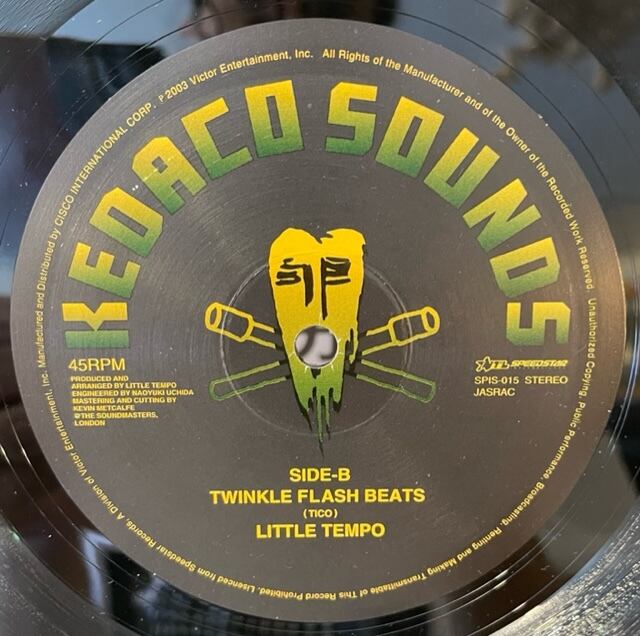 KEDACO SOUNDS
Manufactured and Distributed by CISCO INTERNATIONAL CORP. ℗2003 Victor Entertainment, Inc. All Rights of the Manufacturer and of the Owner of the Recorded Work Reserved. Unauthorized Copying, Public Performance, Broadcasting, Renting and Making Transmittable of This Record Prohibited. Lisenced from Speedstar Records, A Division of Victor Entertainment, Inc.
45RPM
PRODUCED AND
ARRANGED BY LITTLE TEMPO
ENGINEERED BY NAOYUKI UCHIDA
MASTERING AND CUTTING BY
KEVIN METCALFE
@THE SOUNDMASTERS,
LONDON
SPEEDSTAR
SPIS-015 STEREO
JASRAC
SIDE-B
TWINKLE FLASH BEATS
(TICO)
LITTLE TEMPO